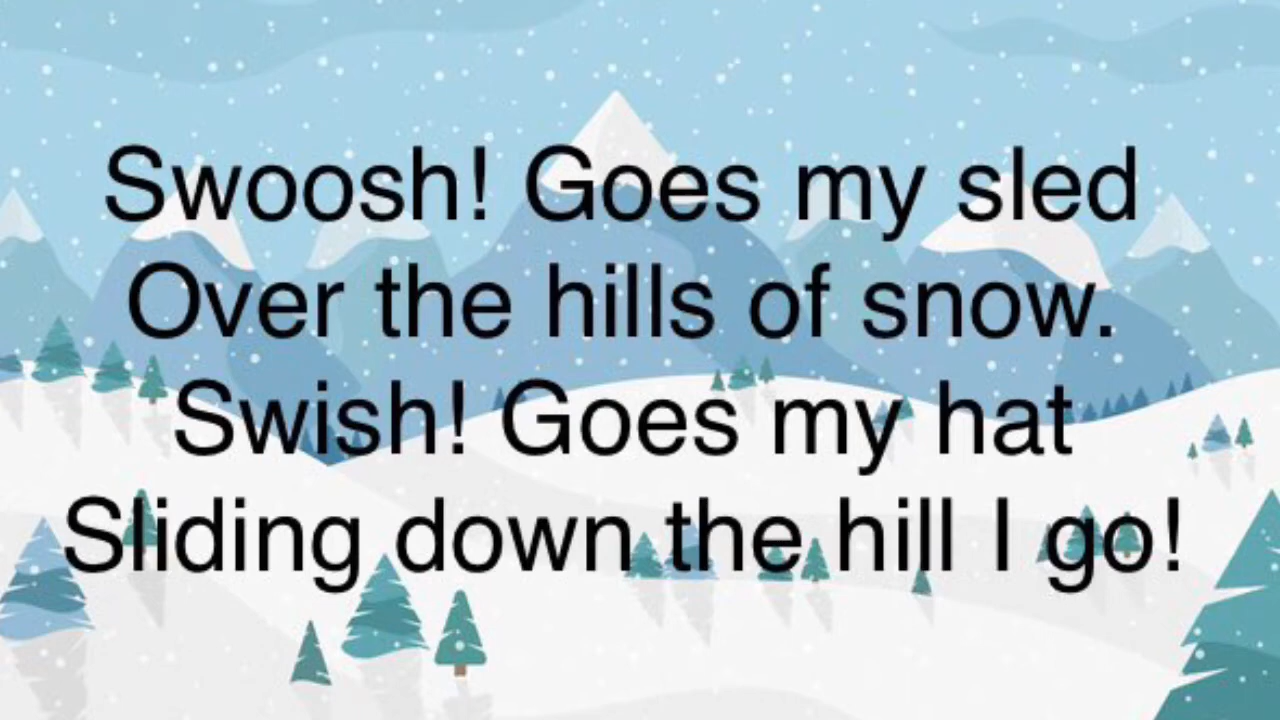 Swoosh! Goes my sled
Over the hills of snow.
Swish! Goes my hat
Sliding down the hill I go!